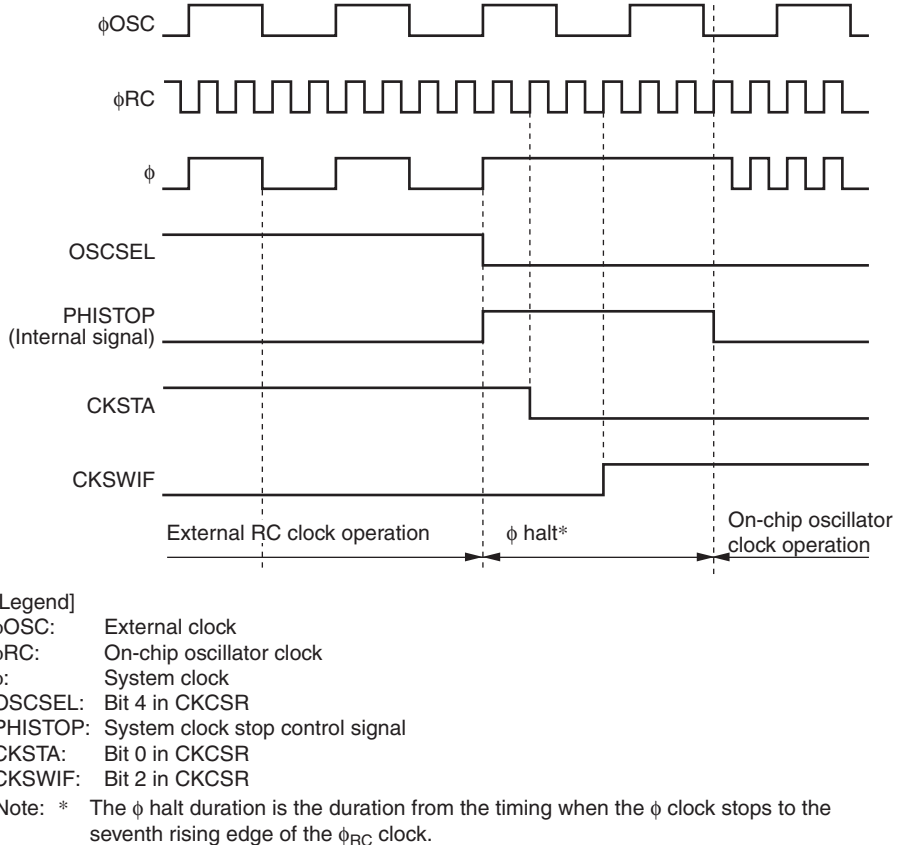 ϕOSC
ϕRC
ϕ
OSCSEL
PHISTOP
(Internal signal)
CKSTA
CKSWIF
External RC clock operation
ϕ halt*
On-chip oscillator
clock operation
Legend]
ϕOSC: External clock
ϕRC: On-chip oscillator clock
ϕ: System clock
OSCSEL: Bit 4 in CKCSR
PHISTOP: System clock stop control signal
CKSTA: Bit 0 in CKCSR
CKSWIF: Bit 2 in CKCSR
Note: * The ϕ halt duration is the duration from the timing when the ϕ clock stops to the
seventh rising edge of the ϕRC clock.